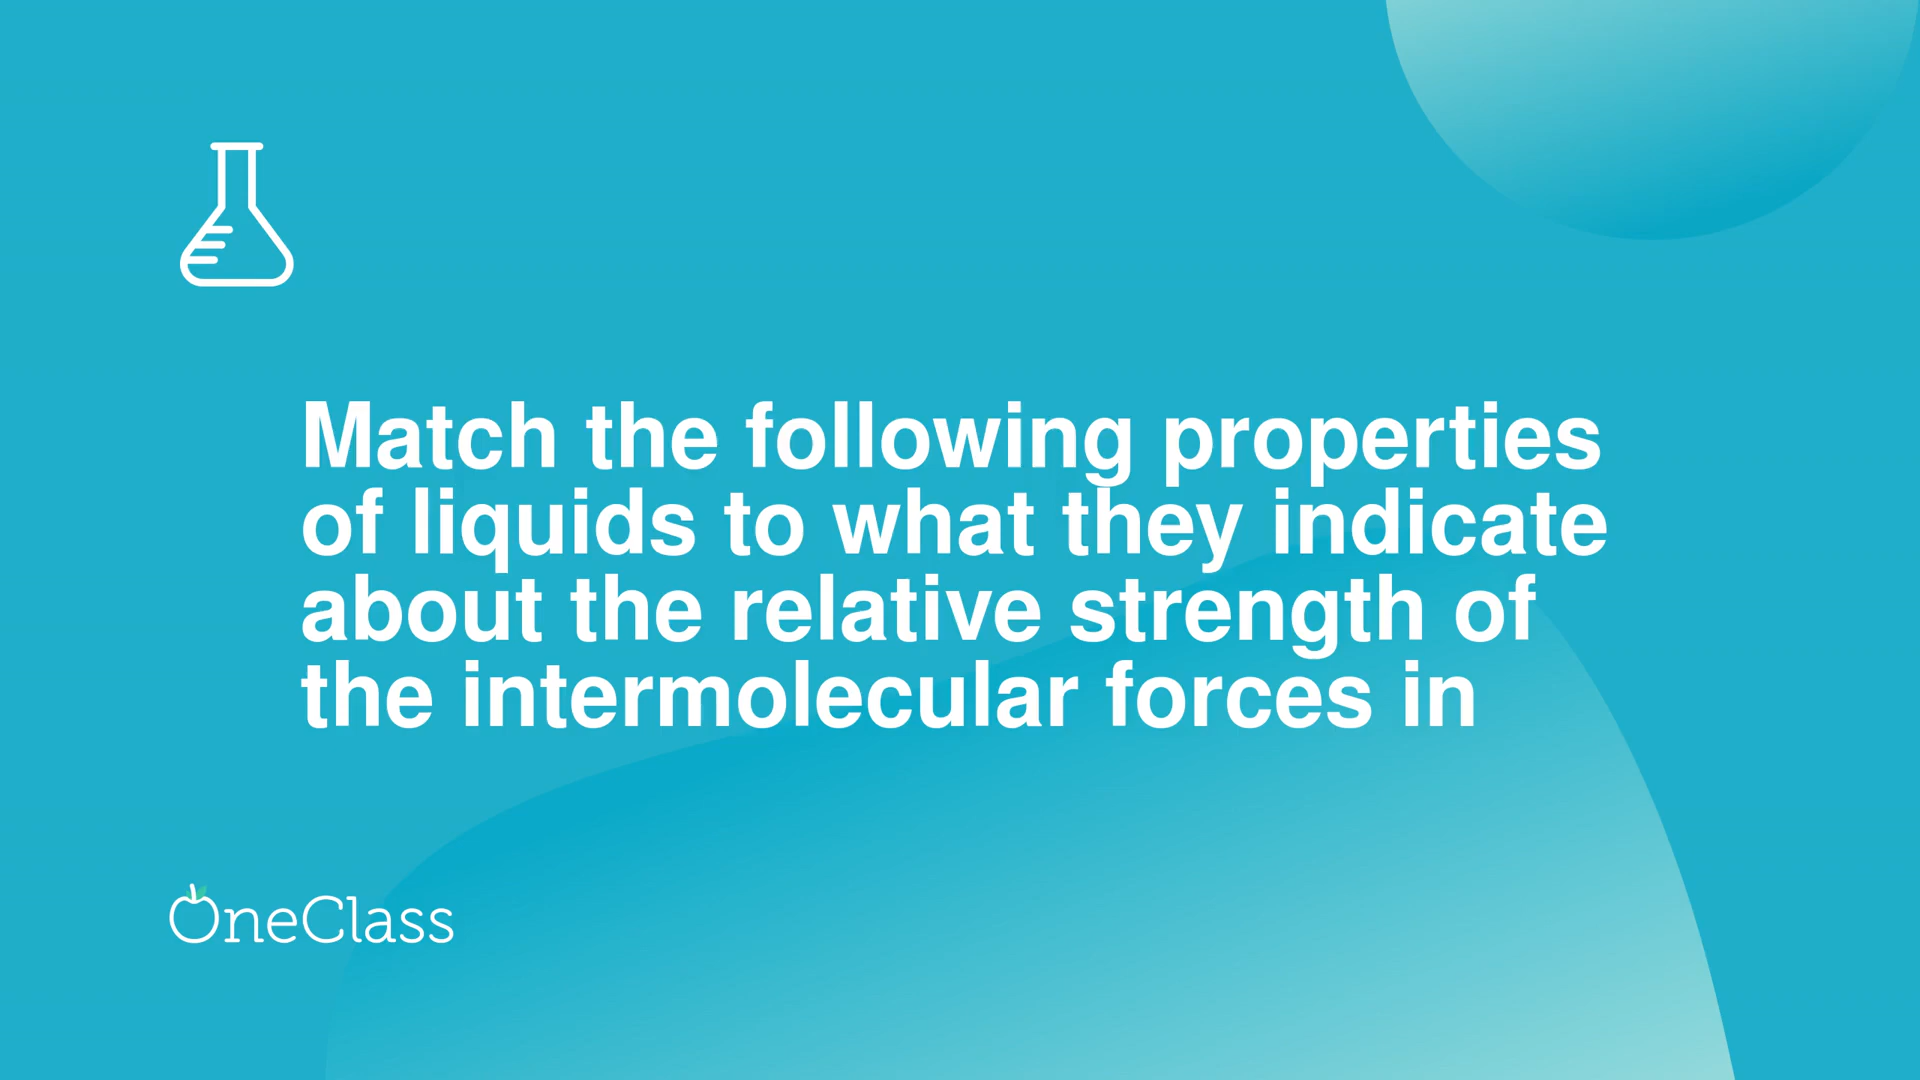 Match the following properties
of liquids to what they indicate
about the relative strength of
the intermolecular forces in
OneClass